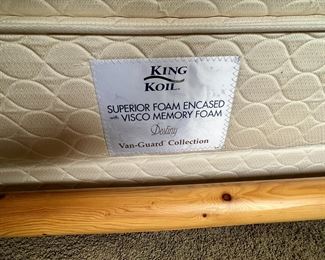 KING
KOIL®
SUPERIOR FOAM ENCASED
with VISCO MEMORY FOAM
Destiny
Van-Guard Collection